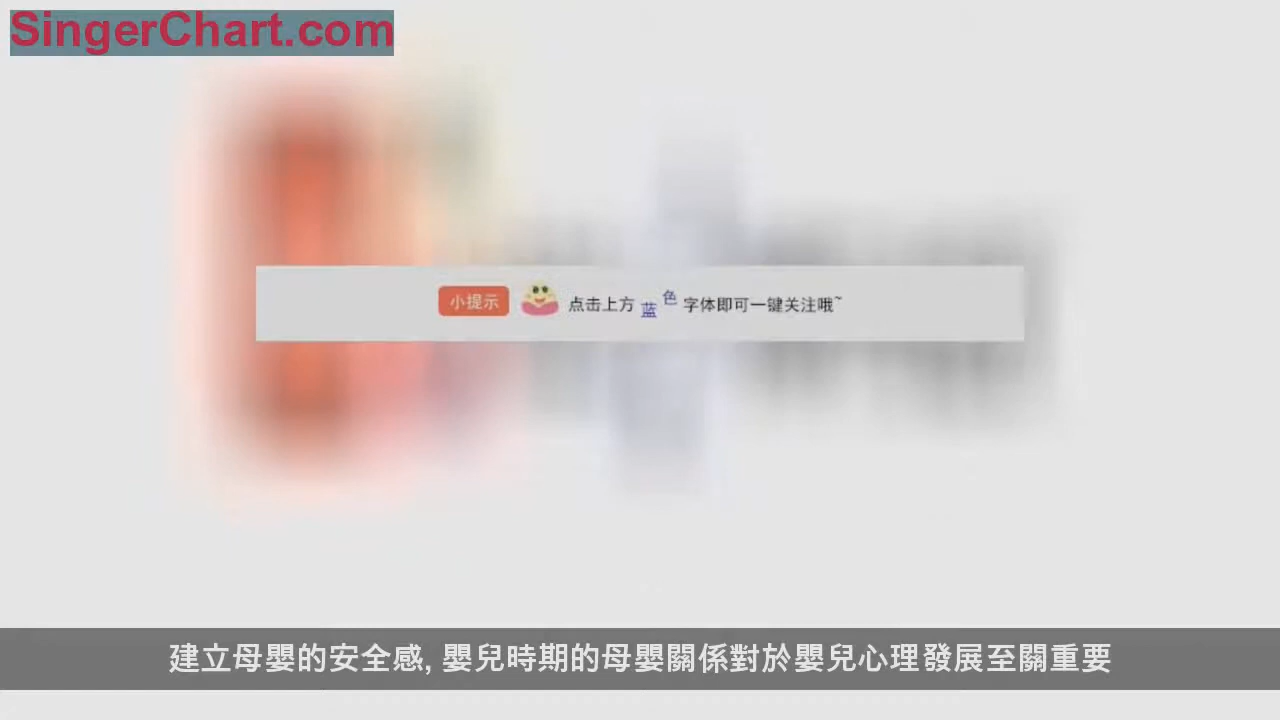 SingerChart.com
小提示 点击上方蓝色字体即可一键关注哦~
建立母嬰的安全感, 嬰兒時期的母嬰關係對於嬰兒心理發展至關重要